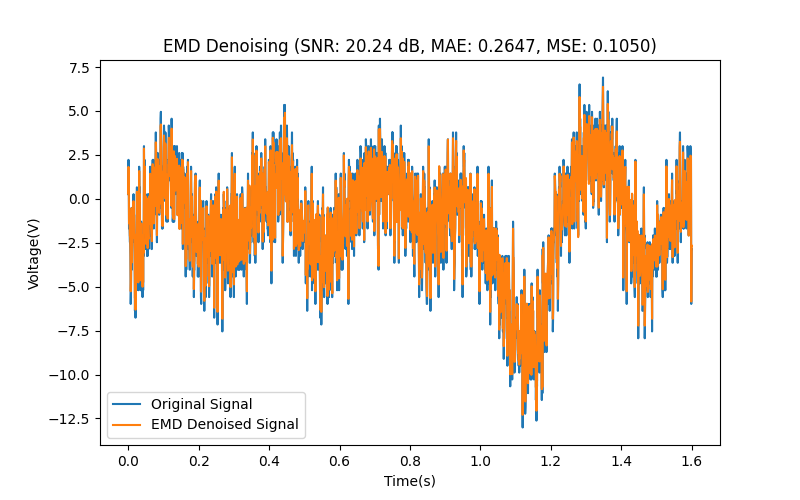 EMD Denoising (SNR: 20.24 dB, MAE: 0.2647, MSE: 0.1050)
7.5
5.0
2.5
0.0
−2.5
−5.0
−7.5
−10.0
−12.5
Voltage(V)
Original Signal
EMD Denoised Signal
0.0 0.2 0.4 0.6 0.8 1.0 1.2 1.4 1.6
Time(s)